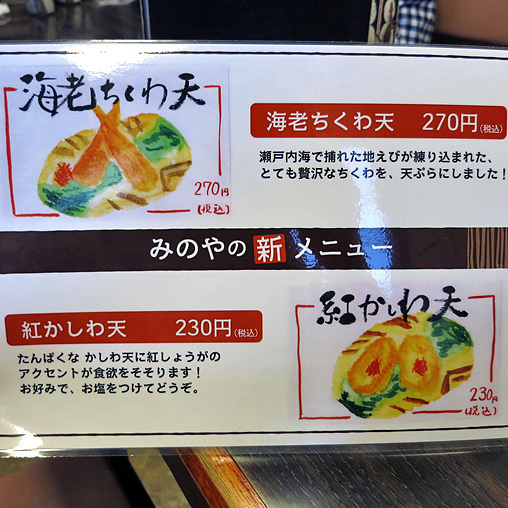 海老ちくわ天
270円
(税込)
海老ちくわ天 270円(税込)
瀬戸内海で捕れた地えびが練り込まれた、
とても贅沢なちくわを、天ぷらにしました!
みのやの新メニュー
紅かしわ天 230円(税込)
たんぱくな かしわ天に紅しょうがの
アクセントが食欲をそそります!
お好みで、お塩をつけてどうぞ。
紅かしわ天
230円
(税込)